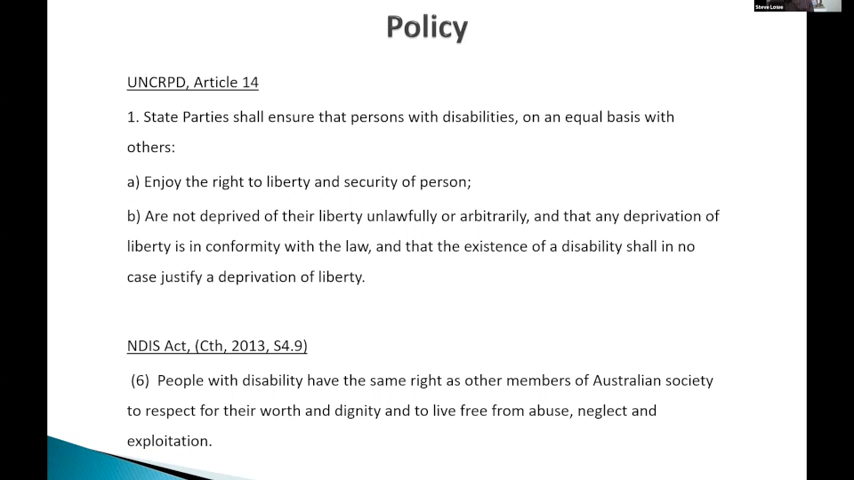 Steve Lowe
Policy
UNCRPD, Article 14
1. State Parties shall ensure that persons with disabilities, on an equal basis with
others:
a) Enjoy the right to liberty and security of person;
b) Are not deprived of their liberty unlawfully or arbitrarily, and that any deprivation of
liberty is in conformity with the law, and that the existence of a disability shall in no
case justify a deprivation of liberty.
NDIS Act, (Cth, 2013, S4.9)
(6) People with disability have the same right as other members of Australian society
to respect for their worth and dignity and to live free from abuse, neglect and
exploitation.